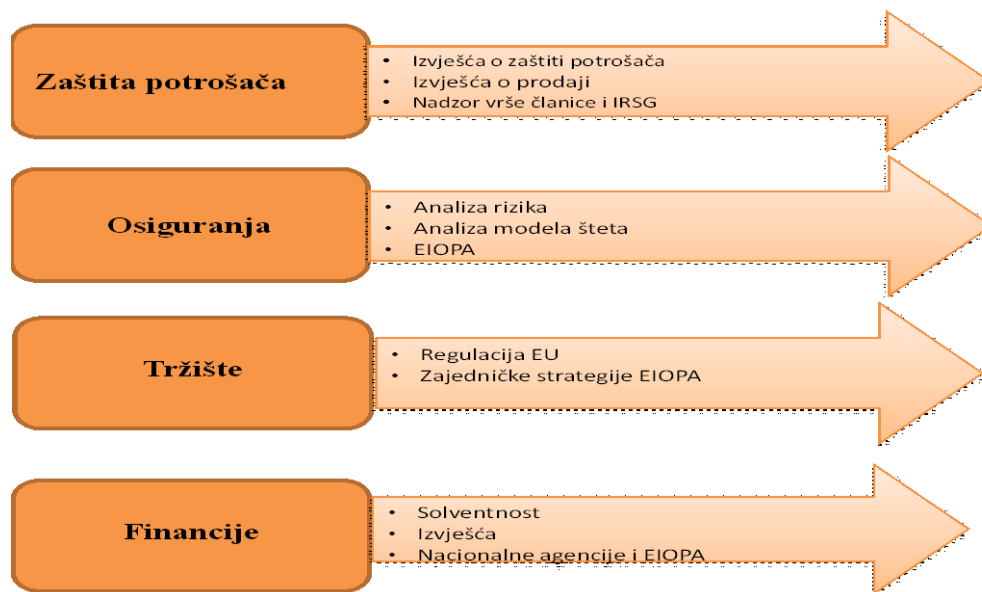 Zaštita potrošača
• Izvješća o zaštiti potrošača
• Izvješća o prodaji
• Nadzor vrše članice i IRSG
Osiguranja
• Analiza rizika
• Analiza modela šteta
• EIOPA
Tržište
• Regulacija EU
• Zajedničke strategije EIOPA
Financije
• Solventnost
• Izvješća
• Nacionalne agencije i EIOPA